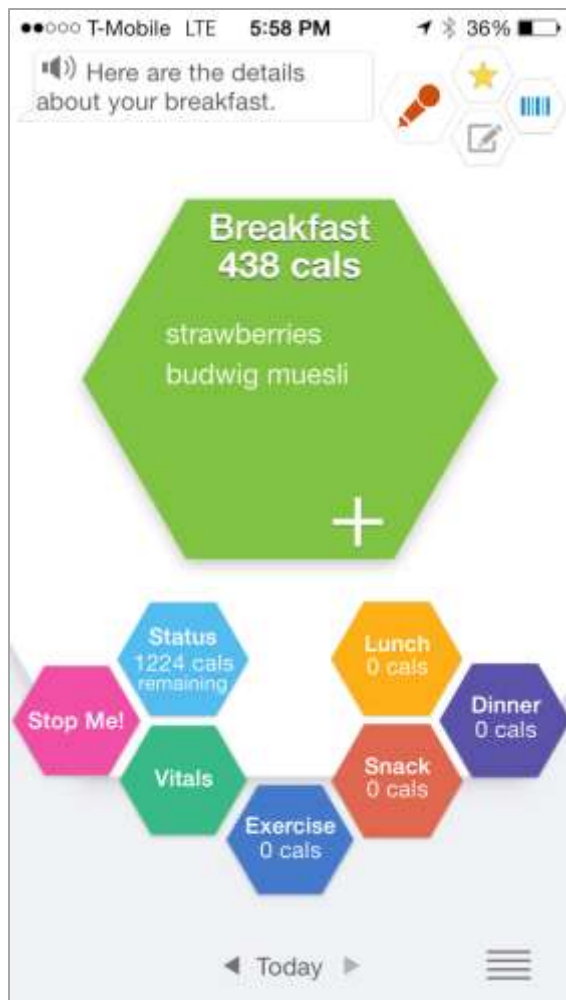 T-Mobile LTE 5:58 PM 36%
Here are the details
about your breakfast.
Breakfast
438 cals
strawberries
budwig muesli
Status
1224 cals
remaining
Lunch
0 cals
Stop Me!
Dinner
0 cals
Vitals
Snack
0 cals
Exercise
0 cals
Today